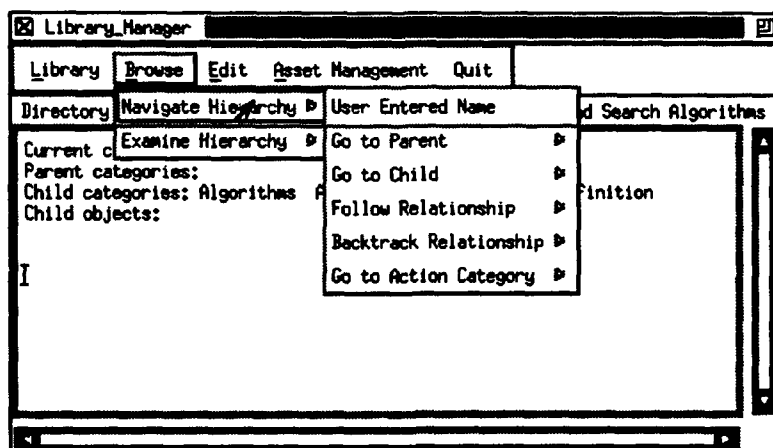 Library_Manager
Library Browse Edit Asset Management Quit
Directory Navigate Hierarchy User Entered Name d Search Algorithms
Current c Examine Hierarchy Go to Parent
Parent categories:
Go to Child
Child categories: Algorithms A finition
Child objects: Follow Relationship
Backtrack Relationship
Go to Action Category